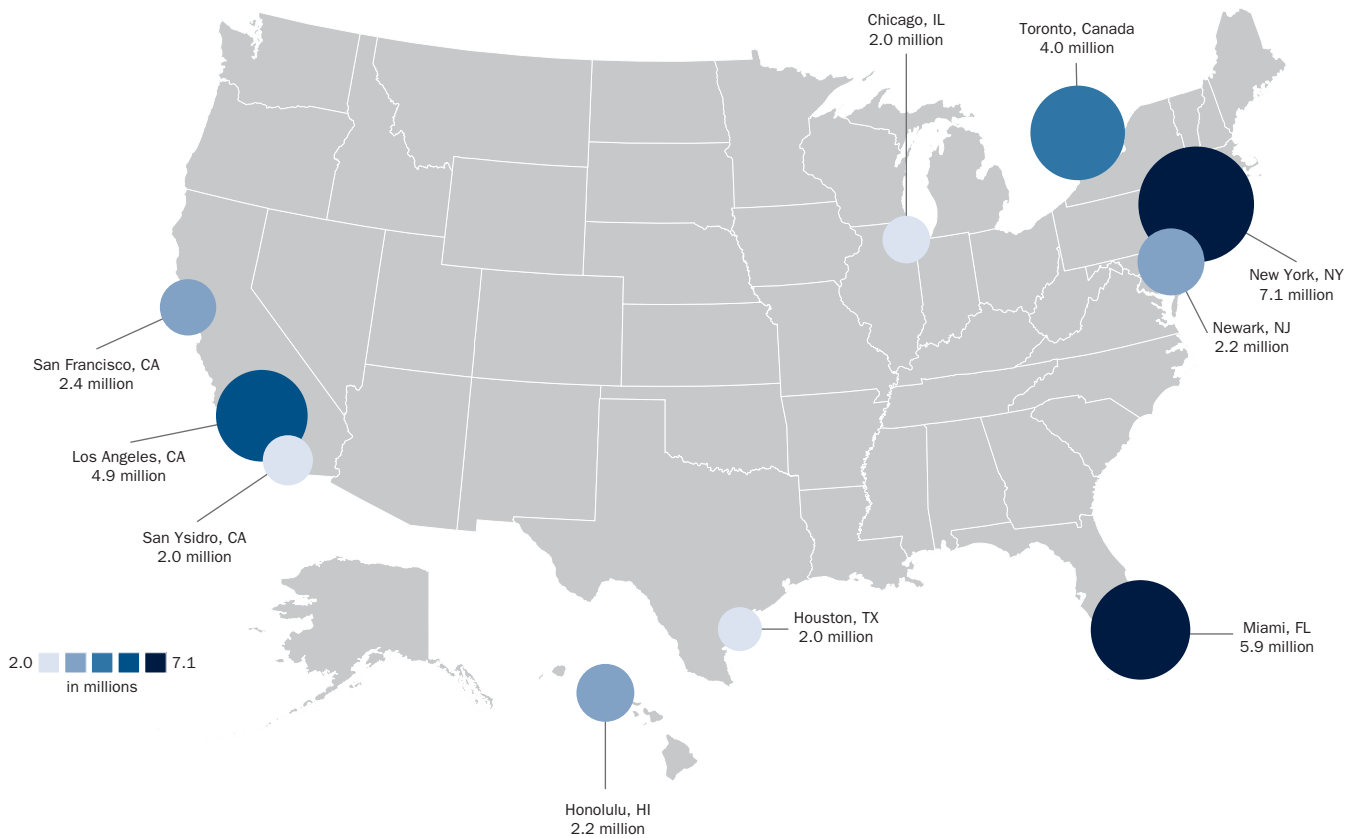 Chicago, IL
2.0 million
Toronto, Canada
4.0 million
New York, NY
7.1 million
Newark, NJ
2.2 million
San Francisco, CA
2.4 million
Los Angeles, CA
4.9 million
San Ysidro, CA
2.0 million
Houston, TX
2.0 million
Miami, FL
5.9 million
2.0 7.1
in millions
Honolulu, HI
2.2 million